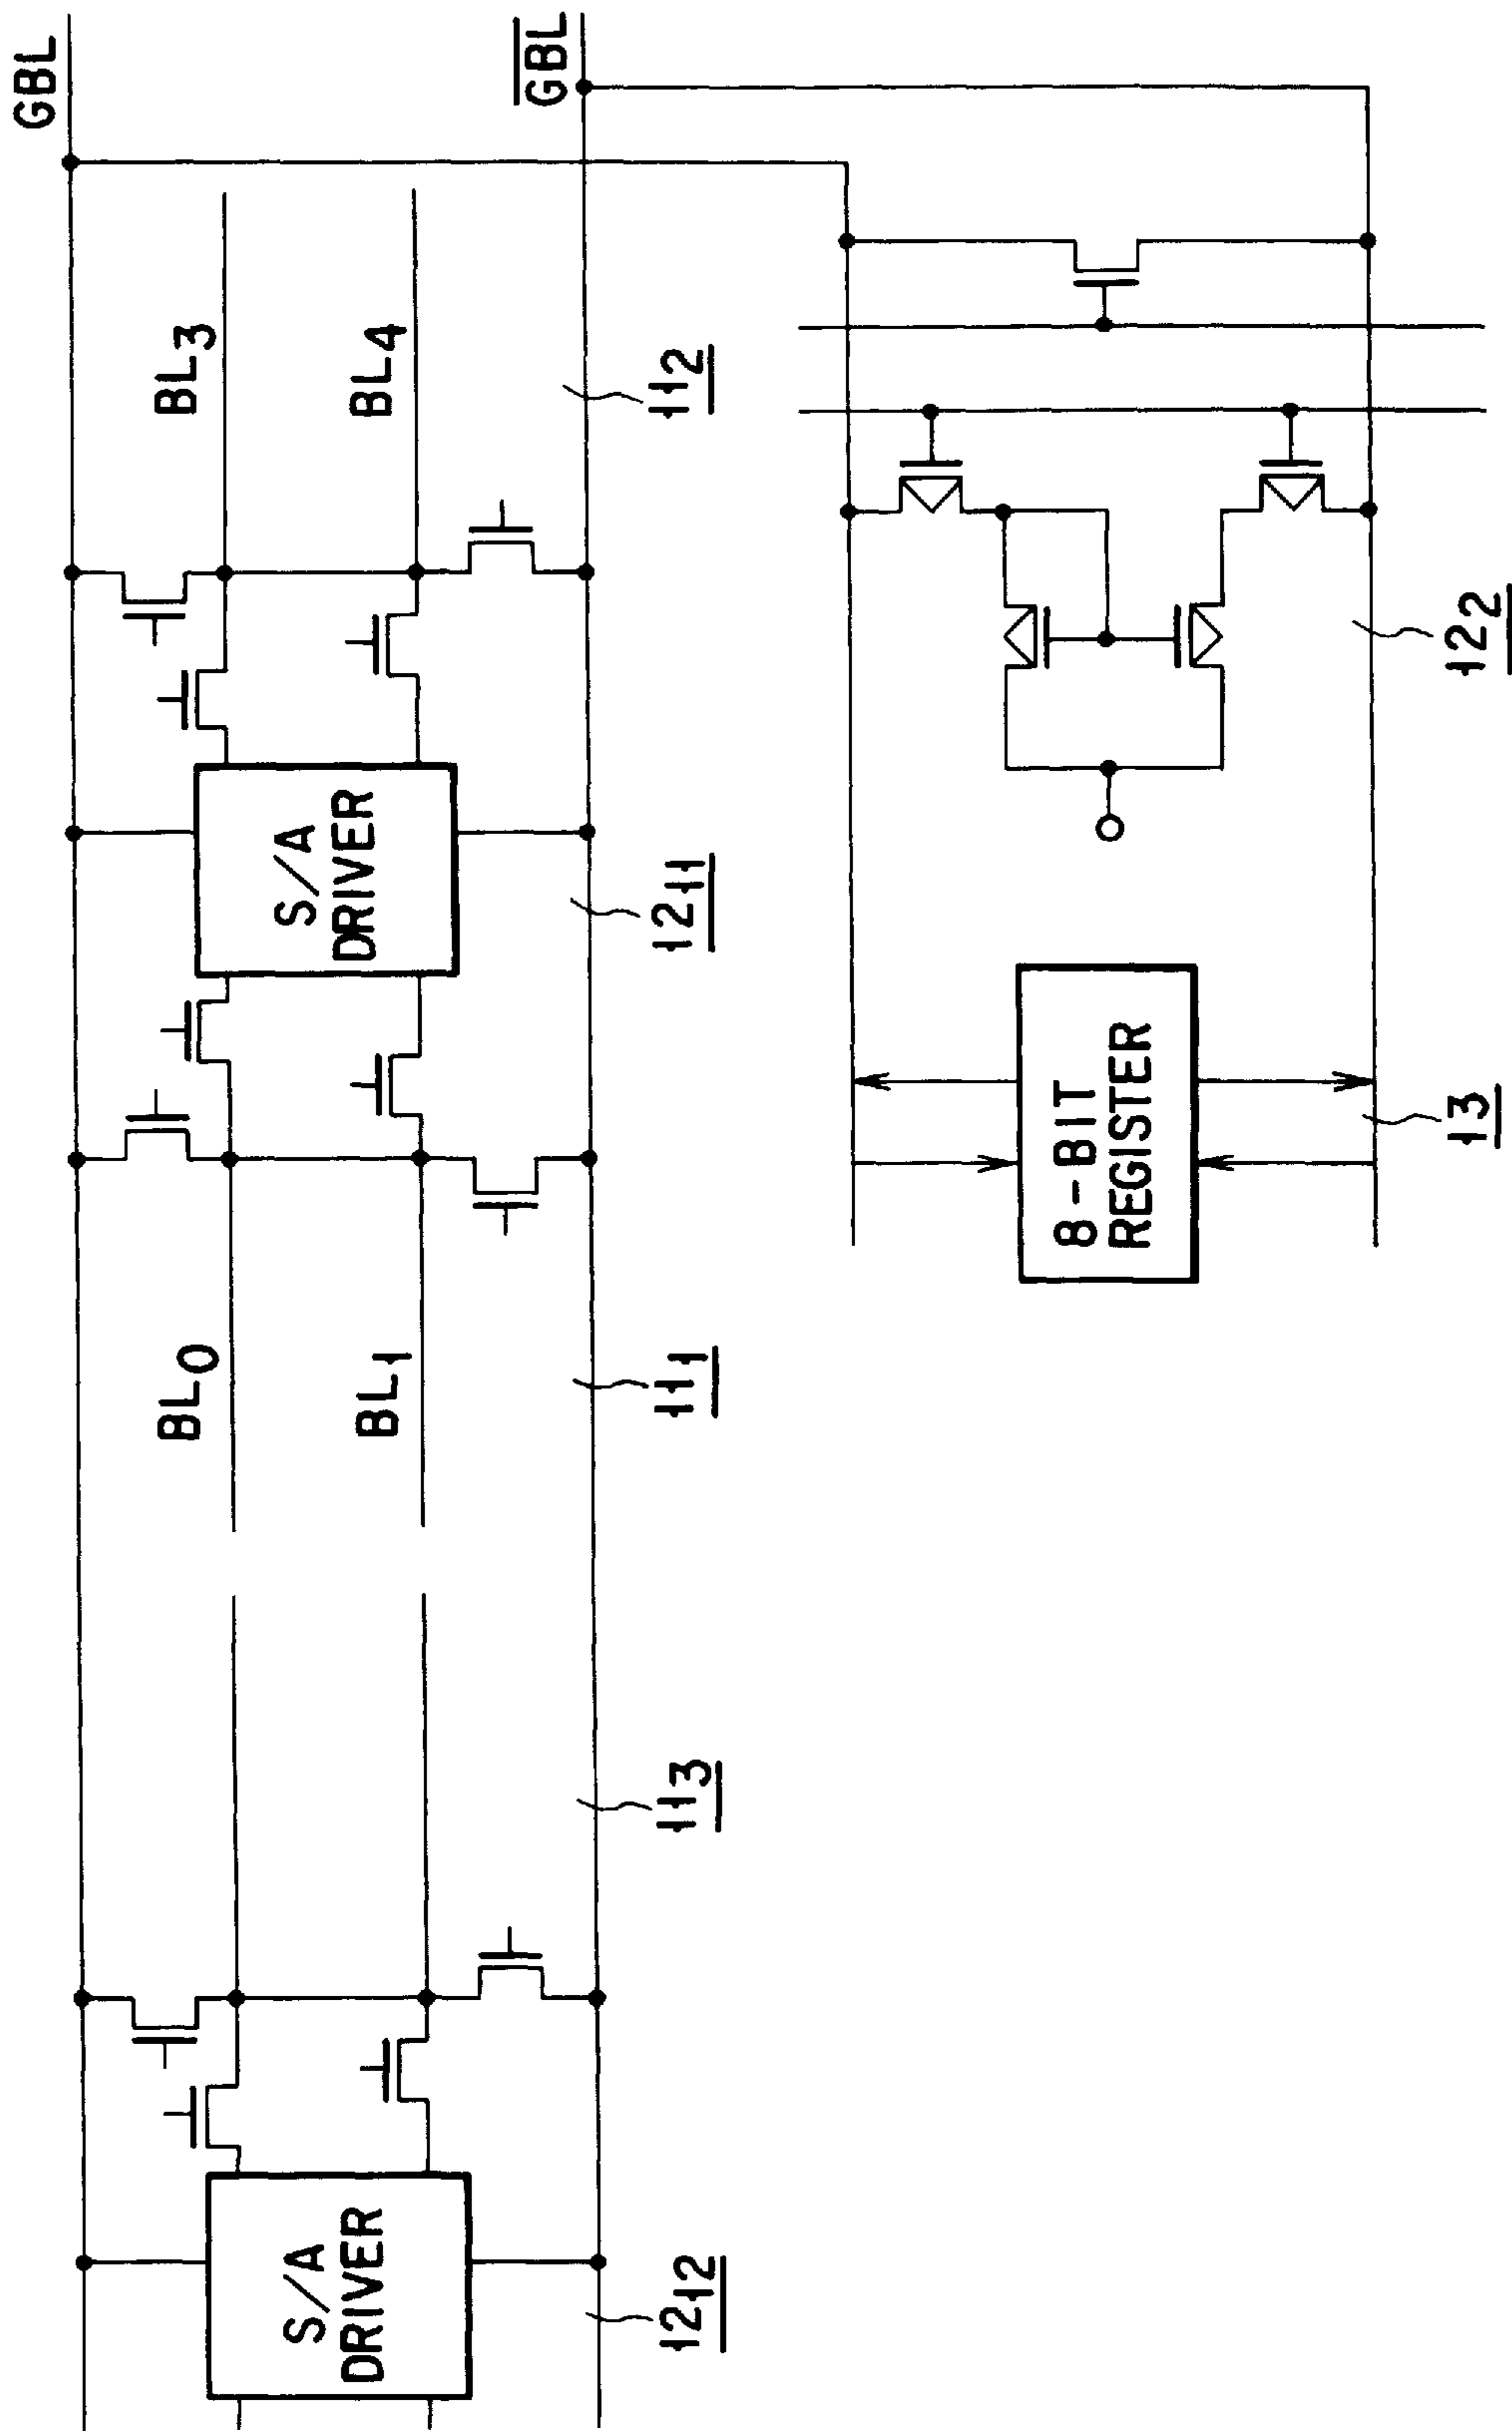 GBL
GBL
BL3
BL4
112
S/A
DRIVER
1211
BL0
BL1
111
113
S/A
DRIVER
1212
122
8-BIT
REGISTER
13